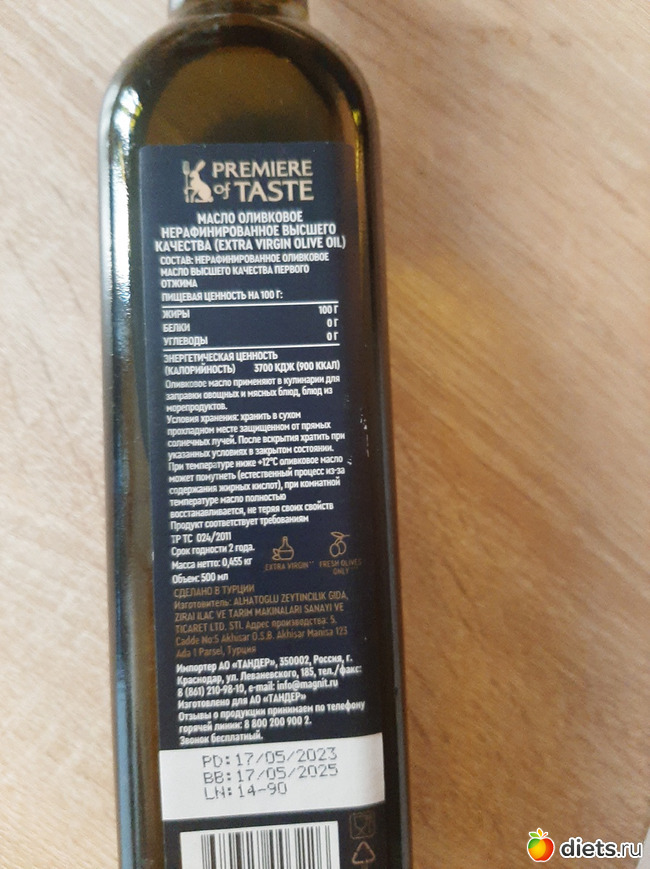 PREMIERE
of TASTE
МАСЛО ОЛИВКОВОЕ
НЕРАФИНИРОВАННОЕ ВЫСШЕГО
КАЧЕСТВА (EXTRA VIRGIN OLIVE OIL)
СОСТАВ: НЕРАФИНИРОВАННОЕ ОЛИВКОВОЕ
МАСЛО ВЫСШЕГО КАЧЕСТВА ПЕРВОГО
ОТЖИМА
ПИЩЕВАЯ ЦЕННОСТЬ НА 100 Г:
ЖИРЫ 100 Г
БЕЛКИ 0 Г
УГЛЕВОДЫ 0 Г
ЭНЕРГЕТИЧЕСКАЯ ЦЕННОСТЬ
(КАЛОРИЙНОСТЬ) 3700 КДЖ (900 ККАЛ)
Оливковое масло применяют в кулинарии для
заправки овощных и мясных блюд, блюд из
морепродуктов.
Условия хранения: хранить в сухом
прохладном месте защищенном от прямых
солнечных лучей. После вскрытия хратить при
указанных условиях в закрытом состоянии.
При температуре ниже +12°С оливковое масло
может помутнеть (естественный процесс из-за
содержания жирных кислот), при комнатной
температуре масло полностью
восстанавливается, не теряя своих свойств
Продукт соответствует требованиям
ТР ТС 024/2011
Срок годности 2 года.
Масса нетто: 0,455 кг
Объем: 500 мл
EXTRA VIRGIN
FRESH OLIVES
ONLY
СДЕЛАНО В ТУРЦИИ
Изготовитель: ALHATOGLU ZEYTINCILIK GIDA,
ZIRAI ILAC VE TARIM MAKINALARI SANAYI VE
TICARET LTD. STI. Адрес производства: 5.
Cadde No:5 Akhisar O.S.B. Akhisar Manisa 123
Ada 1 Parsel, Турция
Импортер АО «ТАНДЕР», 350002, Россия, г.
Краснодар, ул. Леваневского, 185, тел./факс:
8 (861) 210-98-10, e-mail: info@magnit.ru
Изготовлено для АО «ТАНДЕР»
Отзывы о продукции принимаем по телефону
горячей линии: 8 800 200 900 2.
Звонок бесплатный.
PD:17/05/2023
BB:17/05/2025
LN:14-90
diets.ru